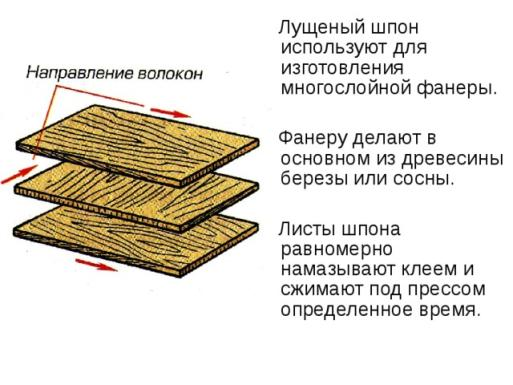 Лущеный шпон
используют для
изготовления
многослойной фанеры.
Направление волокон
Фанеру делают в
основном из древесины
березы или сосны.
Листы шпона
равномерно
намазывают клеем и
сжимают под прессом
определенное время.